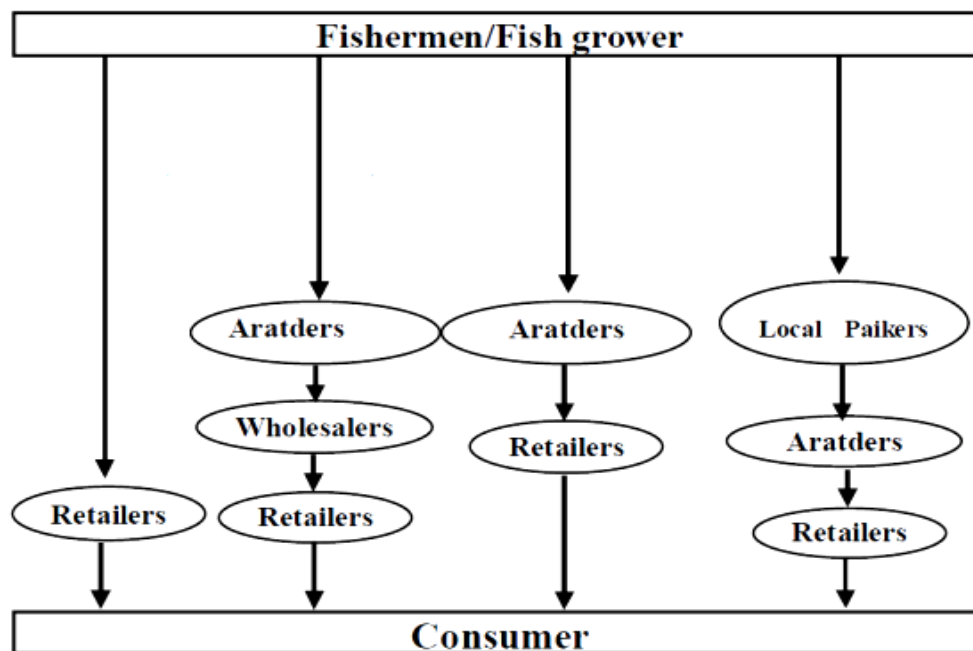 Fishermen/Fish grower
Aratders
Aratders
Local Paikers
Wholesalers
Retailers
Aratders
Retailers
Retailers
Retailers
Consumer